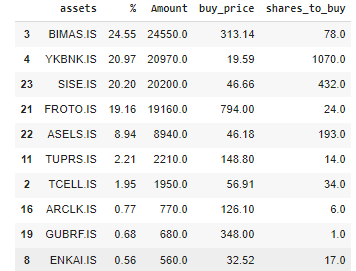 assets % Amount buy_price shares_to_buy
3 BIMAS.IS 24.55 24550.0 313.14 78.0
4 YKBNK.IS 20.97 20970.0 19.59 1070.0
23 SISE.IS 20.20 20200.0 46.66 432.0
21 FROTO.IS 19.16 19160.0 794.00 24.0
22 ASELS.IS 8.94 8940.0 46.18 193.0
11 TUPRS.IS 2.21 2210.0 148.80 14.0
2 TCELL.IS 1.95 1950.0 56.91 34.0
16 ARCLK.IS 0.77 770.0 126.10 6.0
19 GUBRF.IS 0.68 680.0 348.00 1.0
8 ENKAI.IS 0.56 560.0 32.52 17.0